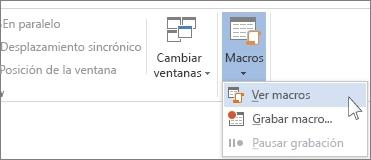 En paralelo
Desplazamiento sincrónico
Posición de la ventana
Cambiar
ventanas
Macros
Ver macros
Grabar macro...
Pausar grabación